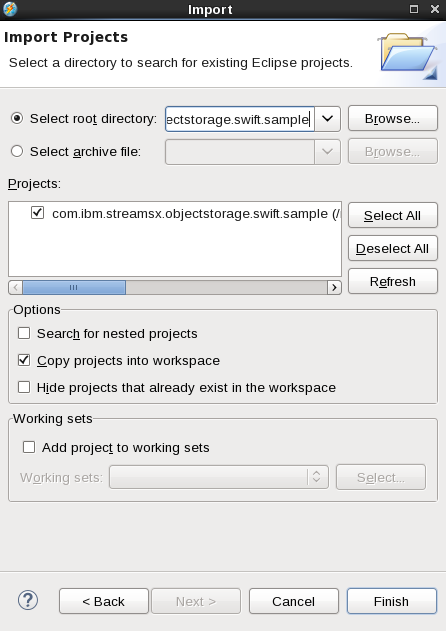 Import
Import Projects
Select a directory to search for existing Eclipse projects.
Select root directory: ectstorage.swift.sample Browse...
Select archive file: Browse...
Projects:
com.ibm.streamsx.objectstorage.swift.sample (/
Select All
Deselect All
Refresh
Options
Search for nested projects
Copy projects into workspace
Hide projects that already exist in the workspace
Working sets
Add project to working sets
Working sets: Select...
? < Back Next > Cancel Finish